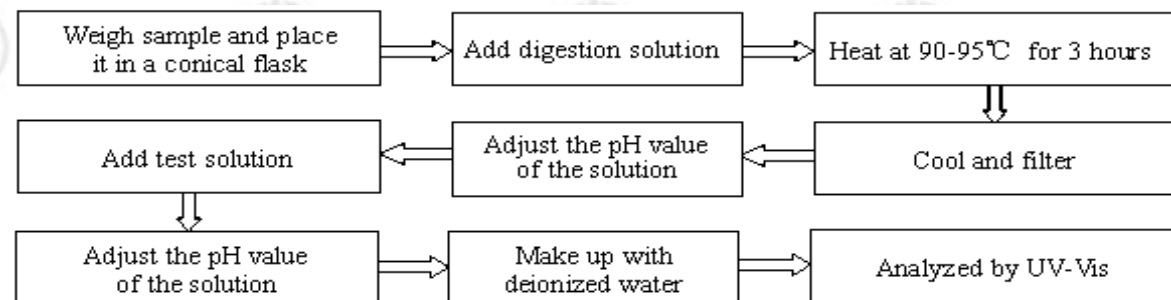 Weigh sample and place
it in a conical flask
Add digestion solution
Heat at 90-95℃ for 3 hours
Cool and filter
Adjust the pH value
of the solution
Add test solution
Adjust the pH value
of the solution
Make up with
deionized water
Analyzed by UV-Vis